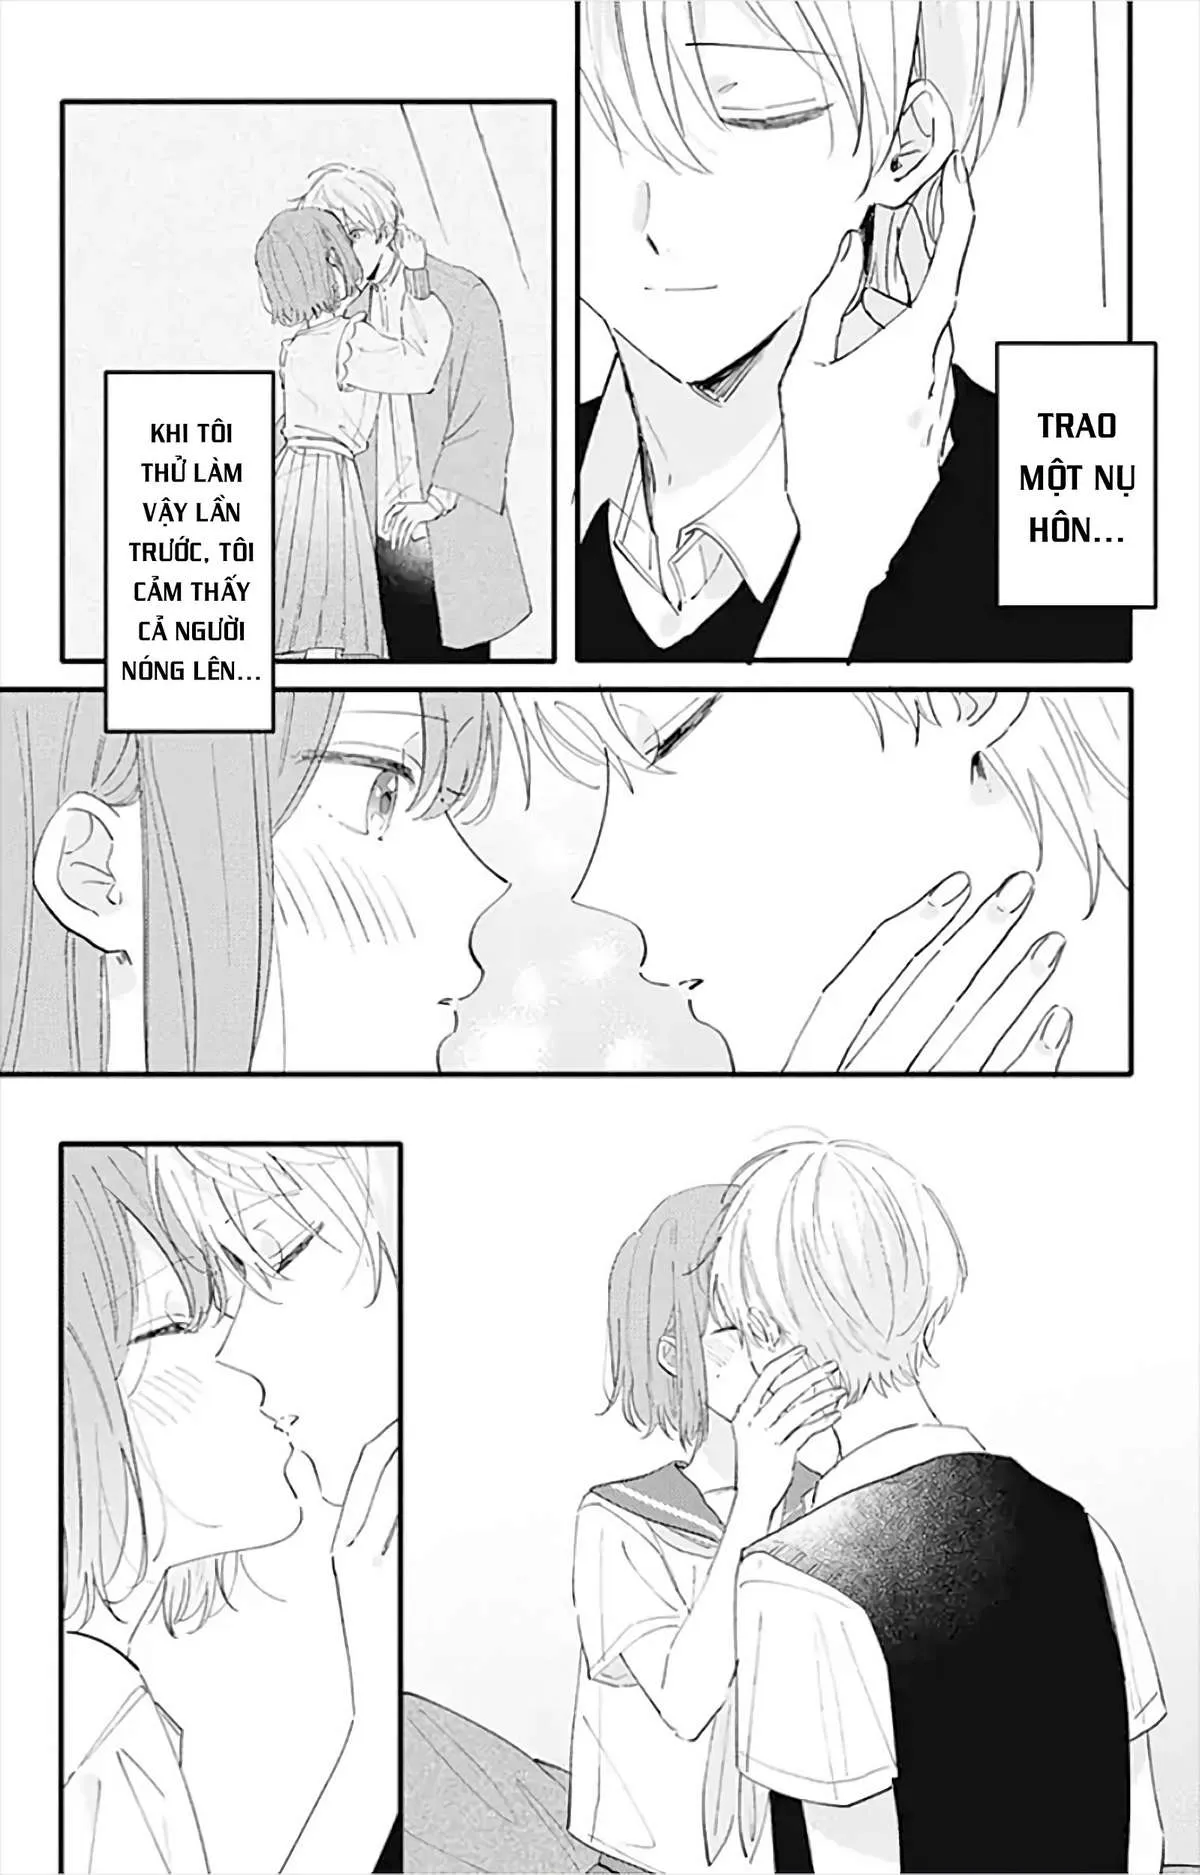 TRAO
MỘT NỤ
HÔN...
KHI TÔI
THỬ LÀM
VẬY LẦN
TRƯỚC, TÔI
CẢM THẤY
CẢ NGƯỜI
NÓNG LÊN...